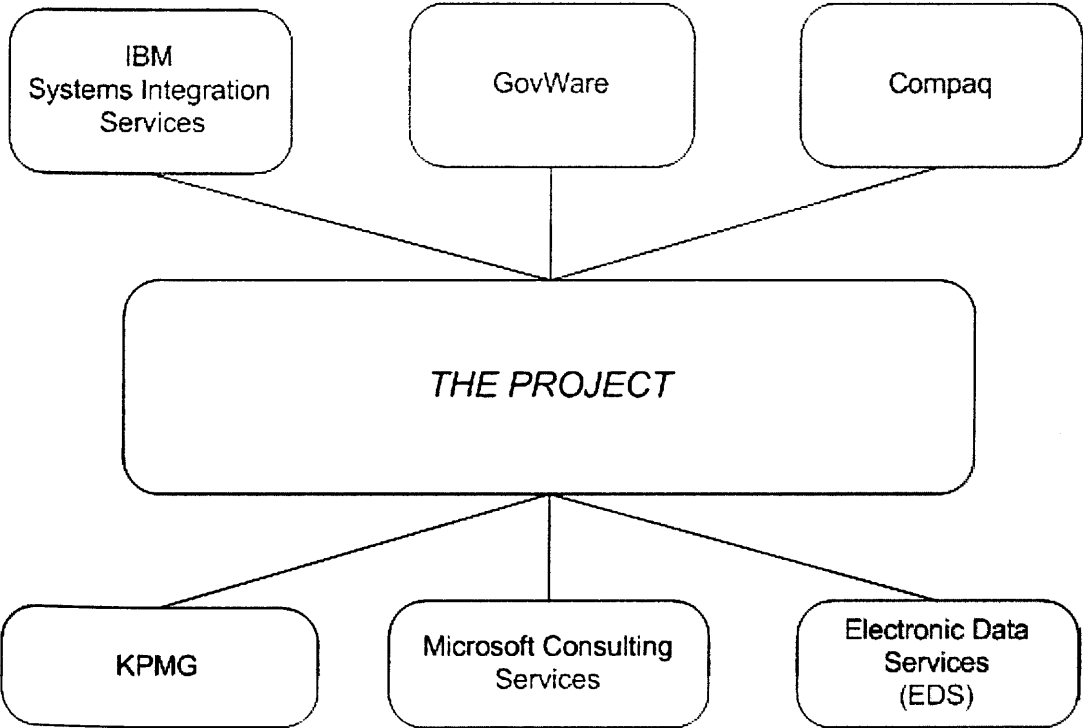 IBM
Systems Integration
Services
GovWare
Compaq
THE PROJECT
KPMG
Microsoft Consulting
Services
Electronic Data
Services
(EDS)